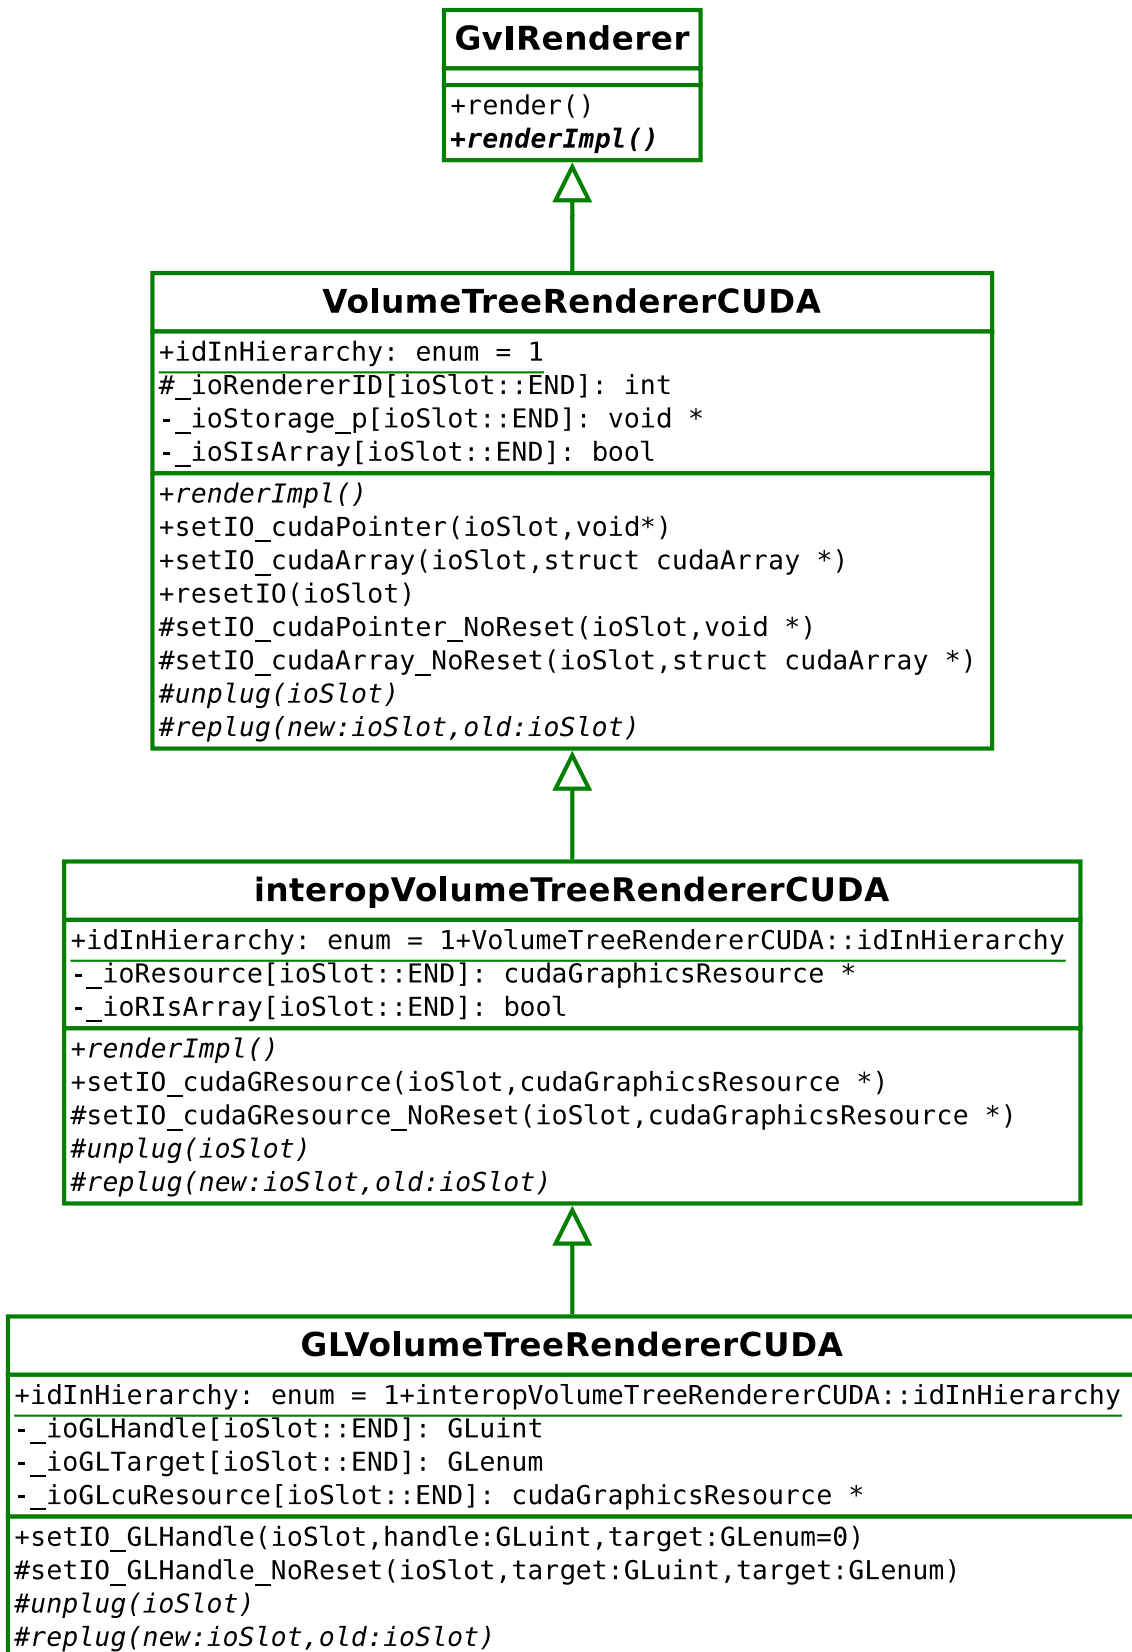 GvIRenderer
+render()
+renderImpl()
VolumeTreeRendererCUDA
+idInHierarchy: enum = 1
#_ioRendererID[ioSlot::END]: int
-_ioStorage_p[ioSlot::END]: void *
-_ioSIsArray[ioSlot::END]: bool
+renderImpl()
+setIO_cudaPointer(ioSlot,void*)
+setIO_cudaArray(ioSlot,struct cudaArray *)
+resetIO(ioSlot)
#setIO_cudaPointer_NoReset(ioSlot,void *)
#setIO_cudaArray_NoReset(ioSlot,struct cudaArray *)
#unplug(ioSlot)
#replug(new:ioSlot,old:ioSlot)
interopVolumeTreeRendererCUDA
+idInHierarchy: enum = 1+VolumeTreeRendererCUDA::idInHierarchy
-_ioResource[ioSlot::END]: cudaGraphicsResource *
-_ioRIsArray[ioSlot::END]: bool
+renderImpl()
+setIO_cudaGResource(ioSlot,cudaGraphicsResource *)
#setIO_cudaGResource_NoReset(ioSlot,cudaGraphicsResource *)
#unplug(ioSlot)
#replug(new:ioSlot,old:ioSlot)
GLVolumeTreeRendererCUDA
+idInHierarchy: enum = 1+interopVolumeTreeRendererCUDA::idInHierarchy
-_ioGLHandle[ioSlot::END]: GLuint
-_ioGLTarget[ioSlot::END]: GLenum
-_ioGLcuResource[ioSlot::END]: cudaGraphicsResource *
+setIO_GLHandle(ioSlot,handle:GLuint,target:GLenum=0)
#setIO_GLHandle_NoReset(ioSlot,target:GLuint,target:GLenum)
#unplug(ioSlot)
#replug(new:ioSlot,old:ioSlot)